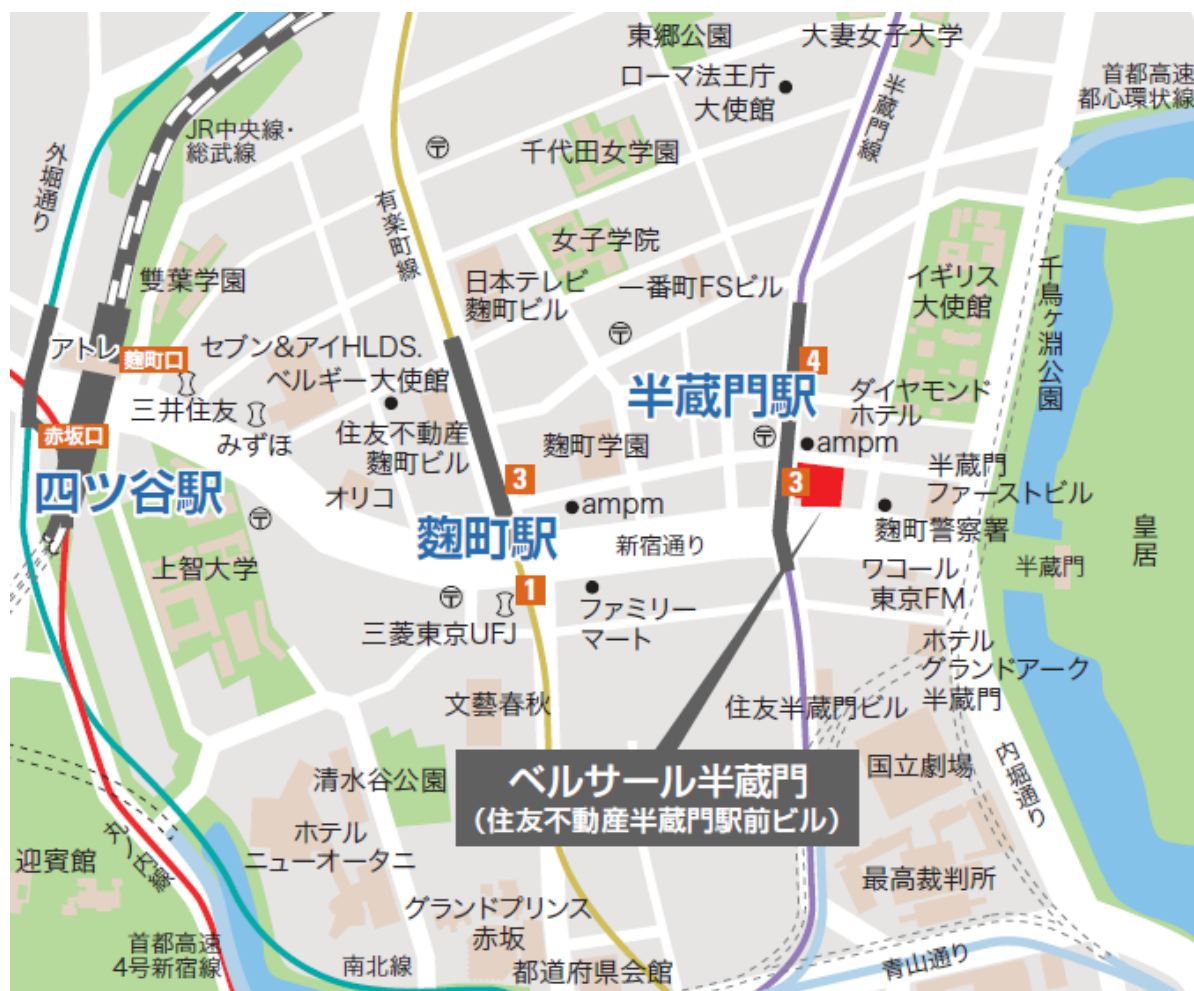 東郷公園
大妻女子大学
ローマ法王庁
大使館
首都高速
都心環状線
半蔵門線
JR中央線・
総武線
外堀通り
〒
千代田女学園
有楽町線
女子学院
雙葉学園
日本テレビ
麴町ビル
一番町FSビル
イギリス
大使館
千鳥ヶ淵公園
〒
アトレ
麴町口
セブン&アイHLDS.
ベルギー大使館
4
半蔵門駅
ダイヤモンド
ホテル
三井住友
みずほ
赤坂口
住友不動産
麴町ビル
麴町学園
〒
ampm
半蔵門
ファーストビル
四ツ谷駅
オリコ
3
ampm
3
麴町警察署
〒
麴町駅
新宿通り
皇居
上智大学
半蔵門
ワコール
東京FM
〒
1
三菱東京UFJ
ファミリー
マート
ホテル
グランドアーク
半蔵門
文藝春秋
住友半蔵門ビル
ベルサール半蔵門
(住友不動産半蔵門駅前ビル)
清水谷公園
国立劇場
内堀通り
ホテル
ニューオータニ
迎賓館
丸ノ内線
最高裁判所
グランドプリンス
赤坂
首都高速
4号新宿線
南北線
都道府県会館
青山通り